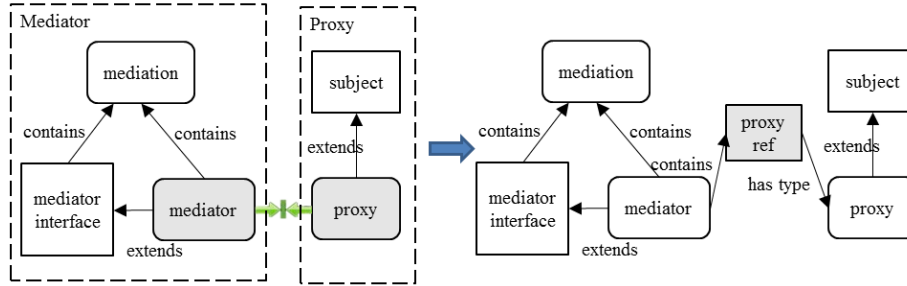 Mediator
mediation
contains
contains
mediator
interface
mediator
extends
Proxy
subject
extends
proxy
mediation
contains
contains
contains
mediator
interface
mediator
extends
proxy
ref
has type
subject
extends
proxy